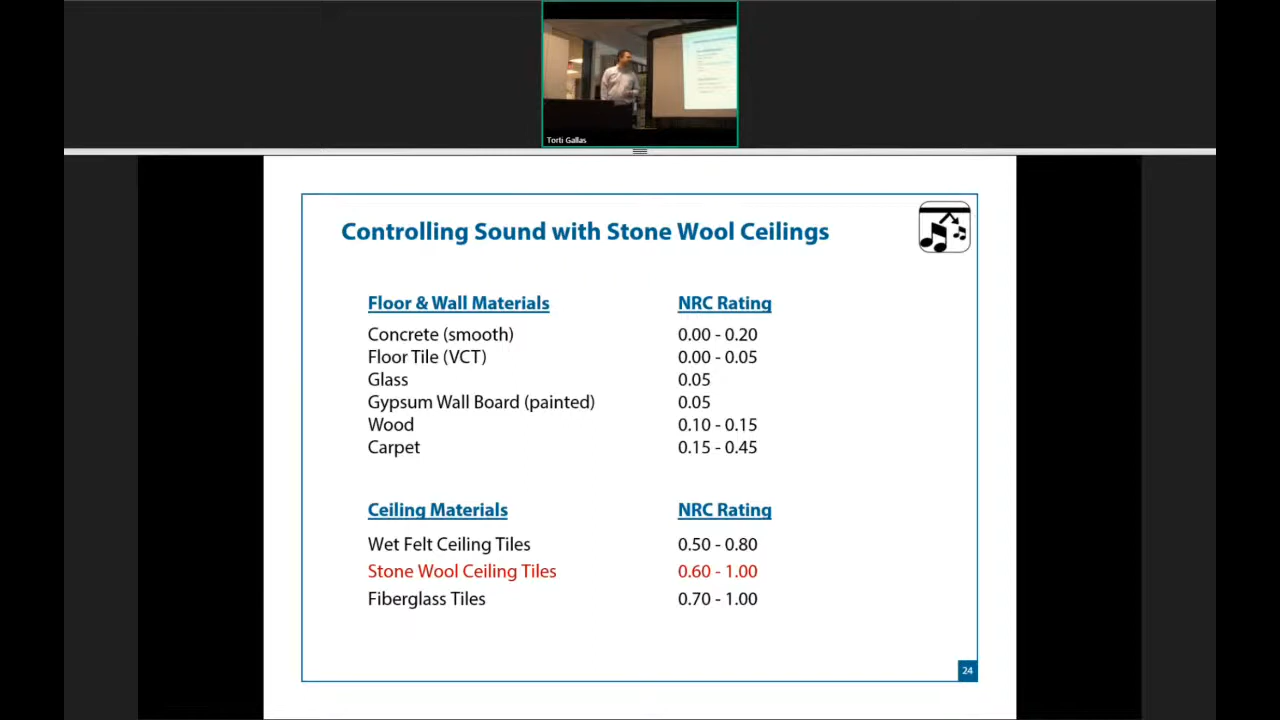 Torti Gallas
Controlling Sound with Stone Wool Ceilings
Floor & Wall Materials NRC Rating
Concrete (smooth) 0.00 - 0.20
Floor Tile (VCT) 0.00 - 0.05
Glass 0.05
Gypsum Wall Board (painted) 0.05
Wood 0.10 - 0.15
Carpet 0.15 - 0.45
Ceiling Materials NRC Rating
Wet Felt Ceiling Tiles 0.50 - 0.80
Stone Wool Ceiling Tiles 0.60 - 1.00
Fiberglass Tiles 0.70 - 1.00
24